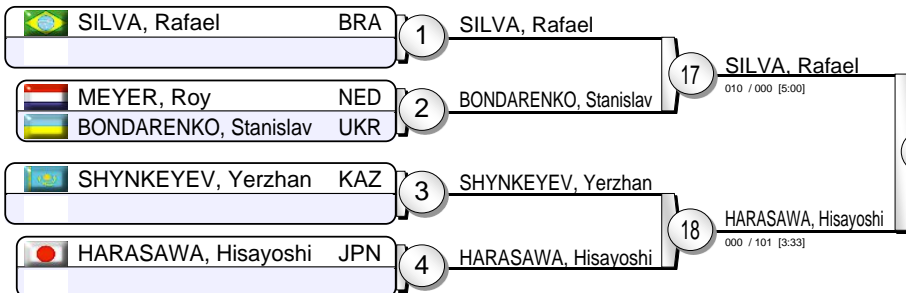 SILVA, Rafael BRA
1
SILVA, Rafael
17
SILVA, Rafael
010 / 000 [5:00]
MEYER, Roy NED
BONDARENKO, Stanislav UKR
2
BONDARENKO, Stanislav
SHYNKEYEV, Yerzhan KAZ
3
SHYNKEYEV, Yerzhan
18
HARASAWA, Hisayoshi
000 / 101 [3:33]
HARASAWA, Hisayoshi JPN
4
HARASAWA, Hisayoshi